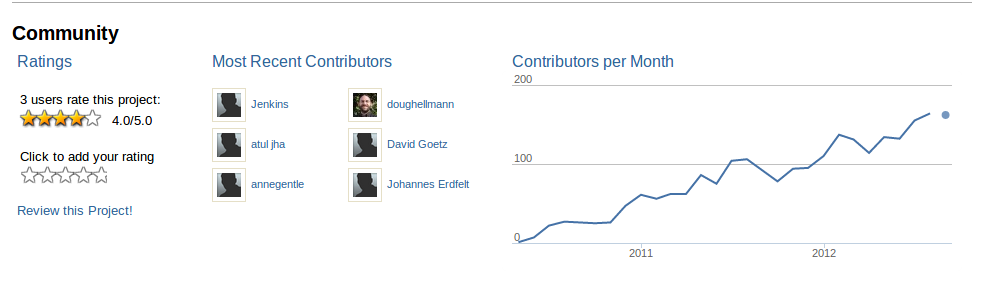 Community
Ratings
3 users rate this project:
4.0/5.0
Click to add your rating
Review this Project!
Most Recent Contributors
Jenkins
doughellmann
atul jha
David Goetz
annegentle
Johannes Erdfelt
Contributors per Month
200
100
0
2011
2012